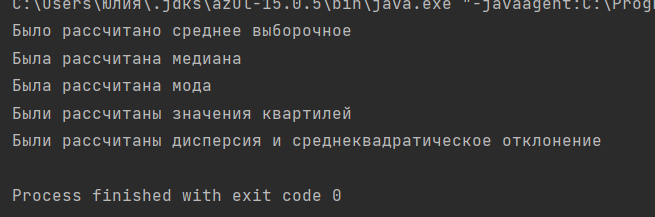 C:\Users\Юлия\.jdks\azul-15.0.5\bin\java.exe "-javaagent:C:\Prog
Было рассчитано среднее выборочное
Была рассчитана медиана
Была рассчитана мода
Были рассчитаны значения квартилей
Были рассчитаны дисперсия и среднеквадратическое отклонение
Process finished with exit code 0